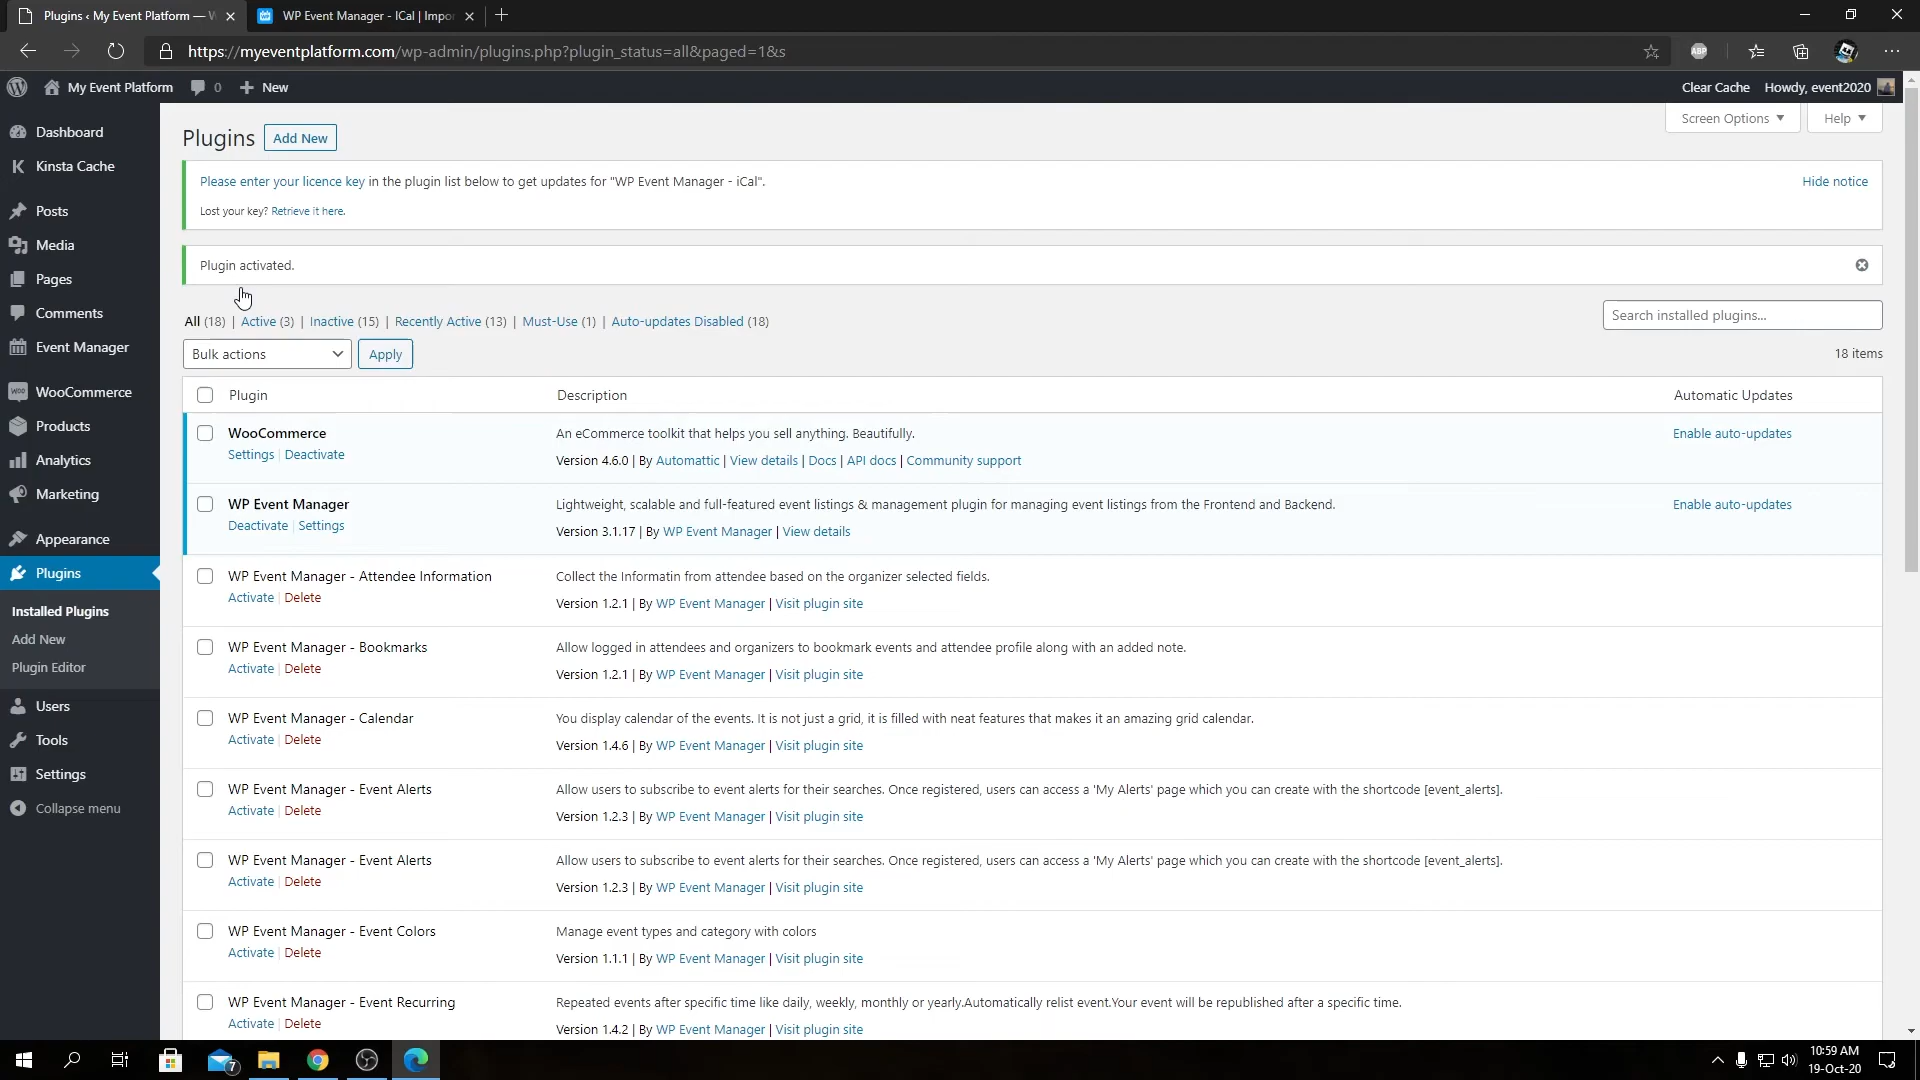 Plugins ‹ My Event Platform — W
WP Event Manager - ICal | Impor
https://myeventplatform.com/wp-admin/plugins.php?plugin_status=all&paged=1&s
ABP
My Event Platform
0
New
Clear Cache
Howdy, event2020
Dashboard
Kinsta Cache
Posts
Media
Pages
Comments
Event Manager
WooCommerce
Products
Analytics
Marketing
Appearance
Plugins
Installed Plugins
Add New
Plugin Editor
Users
Tools
Settings
Collapse menu
Screen Options
Help
Plugins
Add New
Please enter your licence key in the plugin list below to get updates for "WP Event Manager - iCal".
Hide notice
Lost your key? Retrieve it here.
Plugin activated.
All (18) | Active (3) | Inactive (15) | Recently Active (13) | Must-Use (1) | Auto-updates Disabled (18)
Search installed plugins...
Bulk actions
Apply
18 items
Plugin
Description
Automatic Updates
WooCommerce
Settings | Deactivate
An eCommerce toolkit that helps you sell anything. Beautifully.
Version 4.6.0 | By Automattic | View details | Docs | API docs | Community support
Enable auto-updates
WP Event Manager
Deactivate | Settings
Lightweight, scalable and full-featured event listings & management plugin for managing event listings from the Frontend and Backend.
Version 3.1.17 | By WP Event Manager | View details
Enable auto-updates
WP Event Manager - Attendee Information
Activate | Delete
Collect the Informatin from attendee based on the organizer selected fields.
Version 1.2.1 | By WP Event Manager | Visit plugin site
WP Event Manager - Bookmarks
Activate | Delete
Allow logged in attendees and organizers to bookmark events and attendee profile along with an added note.
Version 1.2.1 | By WP Event Manager | Visit plugin site
WP Event Manager - Calendar
Activate | Delete
You display calendar of the events. It is not just a grid, it is filled with neat features that makes it an amazing grid calendar.
Version 1.4.6 | By WP Event Manager | Visit plugin site
WP Event Manager - Event Alerts
Activate | Delete
Allow users to subscribe to event alerts for their searches. Once registered, users can access a 'My Alerts' page which you can create with the shortcode [event_alerts].
Version 1.2.3 | By WP Event Manager | Visit plugin site
WP Event Manager - Event Alerts
Activate | Delete
Allow users to subscribe to event alerts for their searches. Once registered, users can access a 'My Alerts' page which you can create with the shortcode [event_alerts].
Version 1.2.3 | By WP Event Manager | Visit plugin site
WP Event Manager - Event Colors
Activate | Delete
Manage event types and category with colors
Version 1.1.1 | By WP Event Manager | Visit plugin site
WP Event Manager - Event Recurring
Activate | Delete
Repeated events after specific time like daily, weekly, monthly or yearly.Automatically relist event.Your event will be republished after a specific time.
Version 1.4.2 | By WP Event Manager | Visit plugin site
7
10:59 AM
19-Oct-20